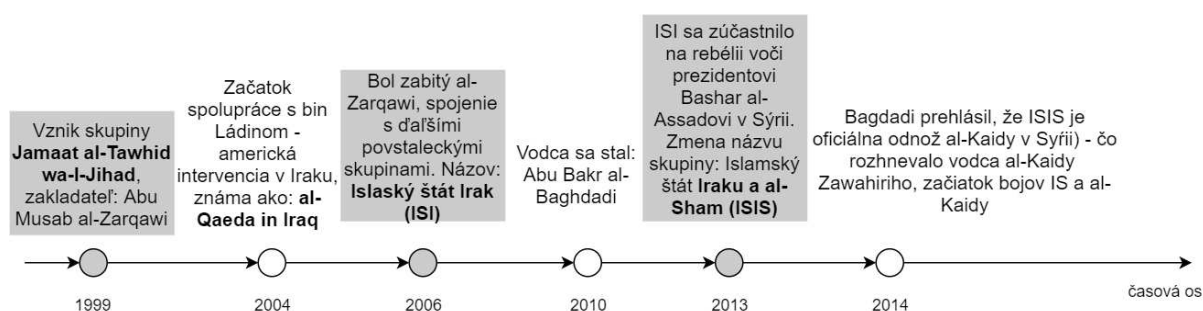 Vznik skupiny
Jamaat al-Tawhid
wa-l-Jihad,
zakladateľ: Abu
Musab al-Zarqawi
Začatok
spolupráce s bin
Ládinom -
americká
intervencia v Iraku,
známa ako: al-
Qaeda in Iraq
Bol zabitý al-
Zarqawi, spojenie
s ďaľšími
povstaleckými
skupinami. Názov:
Islaský štát Irak
(ISI)
Vodca sa stal:
Abu Bakr al-
Baghdadi
ISI sa zúčastnilo
na rebélii voči
prezidentovi
Bashar al-
Assadovi v Sýrii.
Zmena názvu
skupiny: Islamský
štát Iraku a al-
Sham (ISIS)
Bagdadi prehlásil, že ISIS je
oficiálna odnož al-Kaidy v Syŕii) - čo
rozhnevalo vodca al-Kaidy
Zawahiriho, začiatok bojov IS a al-
Kaidy
1999
2004
2006
2010
2013
2014
časová os